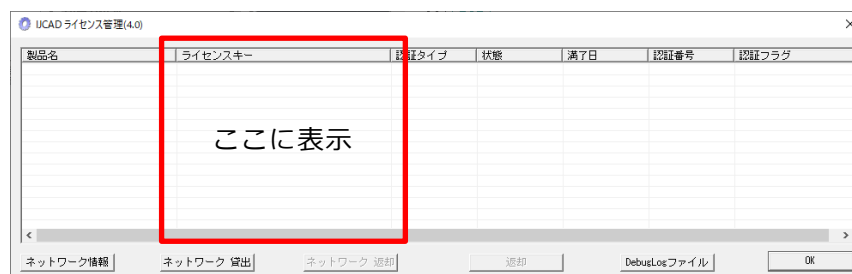 IJCAD ライセンス管理(4.0)
製品名 ライセンスキー 認証タイプ 状態 満了日 認証番号 認証フラグ
ここに表示
ネットワーク情報 ネットワーク 貸出 ネットワーク 返却 返却 DebugLogファイル OK